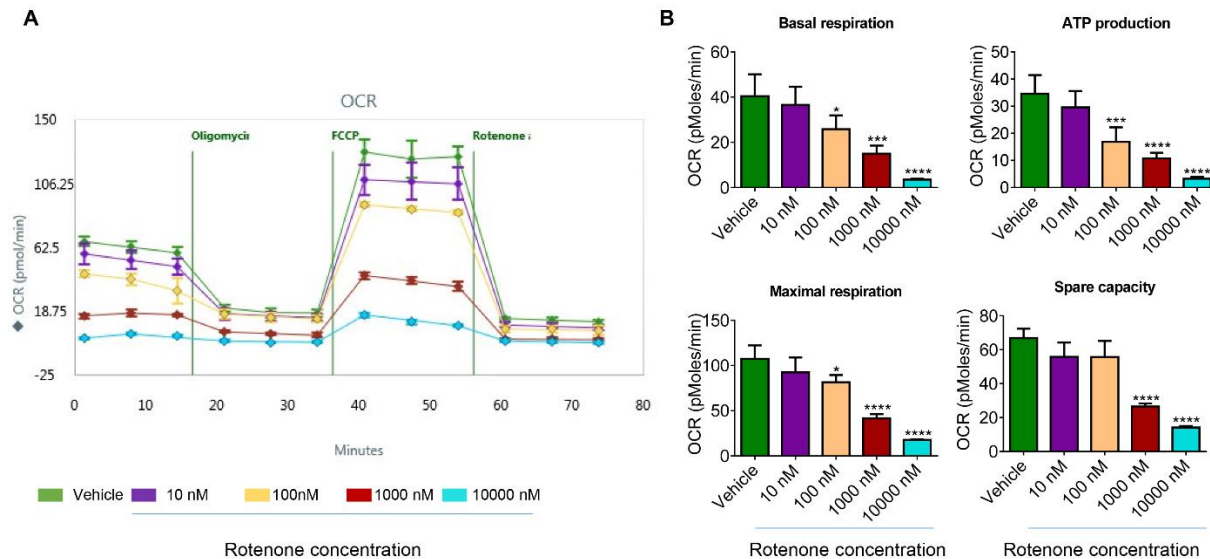 A
OCR
150
10625
625
18.75
-25
◆ OCR (pmol/min)
Oligomycin
FCCP
Rotenone a
0 10 20 30 40 50 60 70 80
Minutes
Vehicle 10 nM 100nM 1000 nM 10000 nM
Rotenone concentration
B
Basal respiration
OCR (pMoles/min)
60
40
20
0
*
***
****
Vehicle
10 nM
100 nM
1000 nM
10000 nM
ATP production
OCR (pMoles/min)
50
40
30
20
10
0
***
****
****
Vehicle
10 nM
100 nM
1000 nM
10000 nM
Maximal respiration
OCR (pMoles/min)
150
100
50
0
*
****
****
Vehicle
10 nM
100 nM
1000 nM
10000 nM
Rotenone concentration
Spare capacity
OCR (pMoles/min)
80
60
40
20
0
****
****
Vehicle
10 nM
100 nM
1000 nM
10000 nM
Rotenone concentration